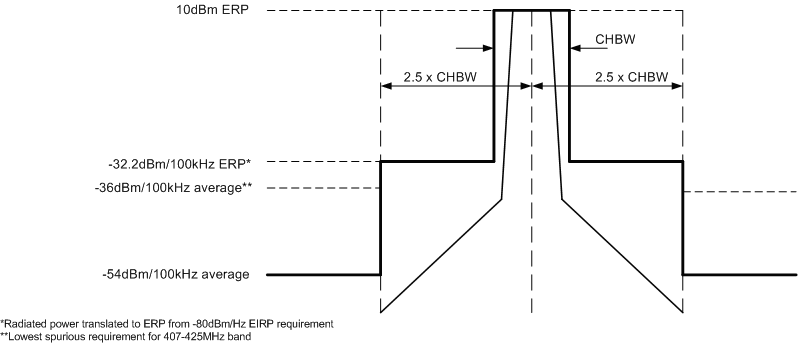 10dBm ERP
CHBW
2.5 x CHBW
2.5 x CHBW
-32.2dBm/100kHz ERP*
-36dBm/100kHz average**
-54dBm/100kHz average
*Radiated power translated to ERP from -80dBm/Hz EIRP requirement
**Lowest spurious requirement for 407-425MHz band